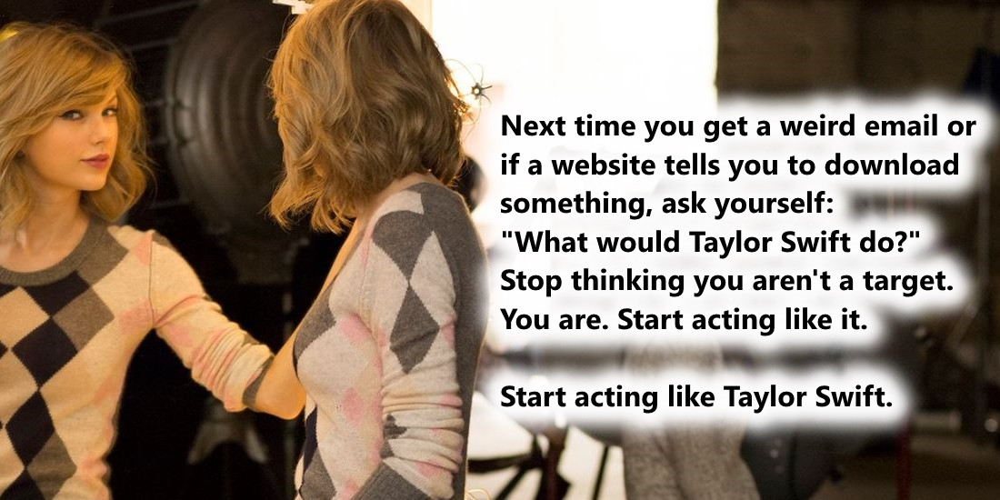 Next time you get a weird email or
if a website tells you to download
something, ask yourself:
"What would Taylor Swift do?"
Stop thinking you aren't a target.
You are. Start acting like it.
Start acting like Taylor Swift.